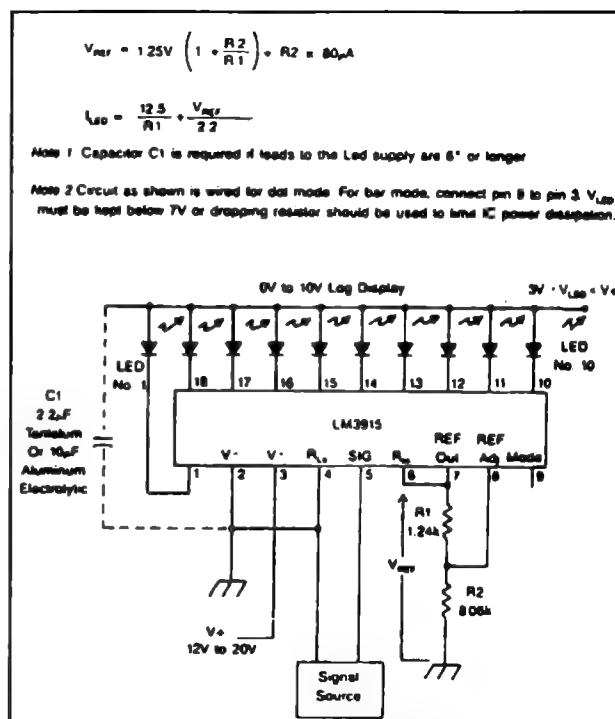 V_REF = 1.25V (1 + R2/R1) + R2 x 80μA
I_LED = 12.5/R1 + V_REF/2.2
Note 1 Capacitor C1 is required if leads to the Led supply are 6" or longer
Note 2 Circuit as shown is wired for dot mode. For bar mode, connect pin 9 to pin 3. V_LED
must be kept below 7V or dropping resistor should be used to limit IC power dissipation.
0V to 10V Log Display
3V < V_LED < V+
LED
No. 1
LED
No. 10
18 17 16 15 14 13 12 11 10
C1
2.2μF
Tantalum
Or 10μF
Aluminum
Electrolytic
LM3915
V- V- R_Lo SIG R_HI REF Out REF Adj Mode
1 2 3 4 5 6 7 8 9
R1
1.24k
V_REF
R2
8.06k
V+
12V to 20V
Signal
Source